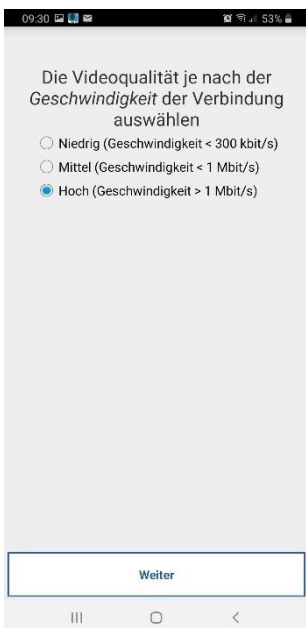 09:30 53%
Die Videoqualität je nach der
Geschwindigkeit der Verbindung
auswählen
Niedrig (Geschwindigkeit < 300 kbit/s)
Mittel (Geschwindigkeit < 1 Mbit/s)
Hoch (Geschwindigkeit > 1 Mbit/s)
Weiter